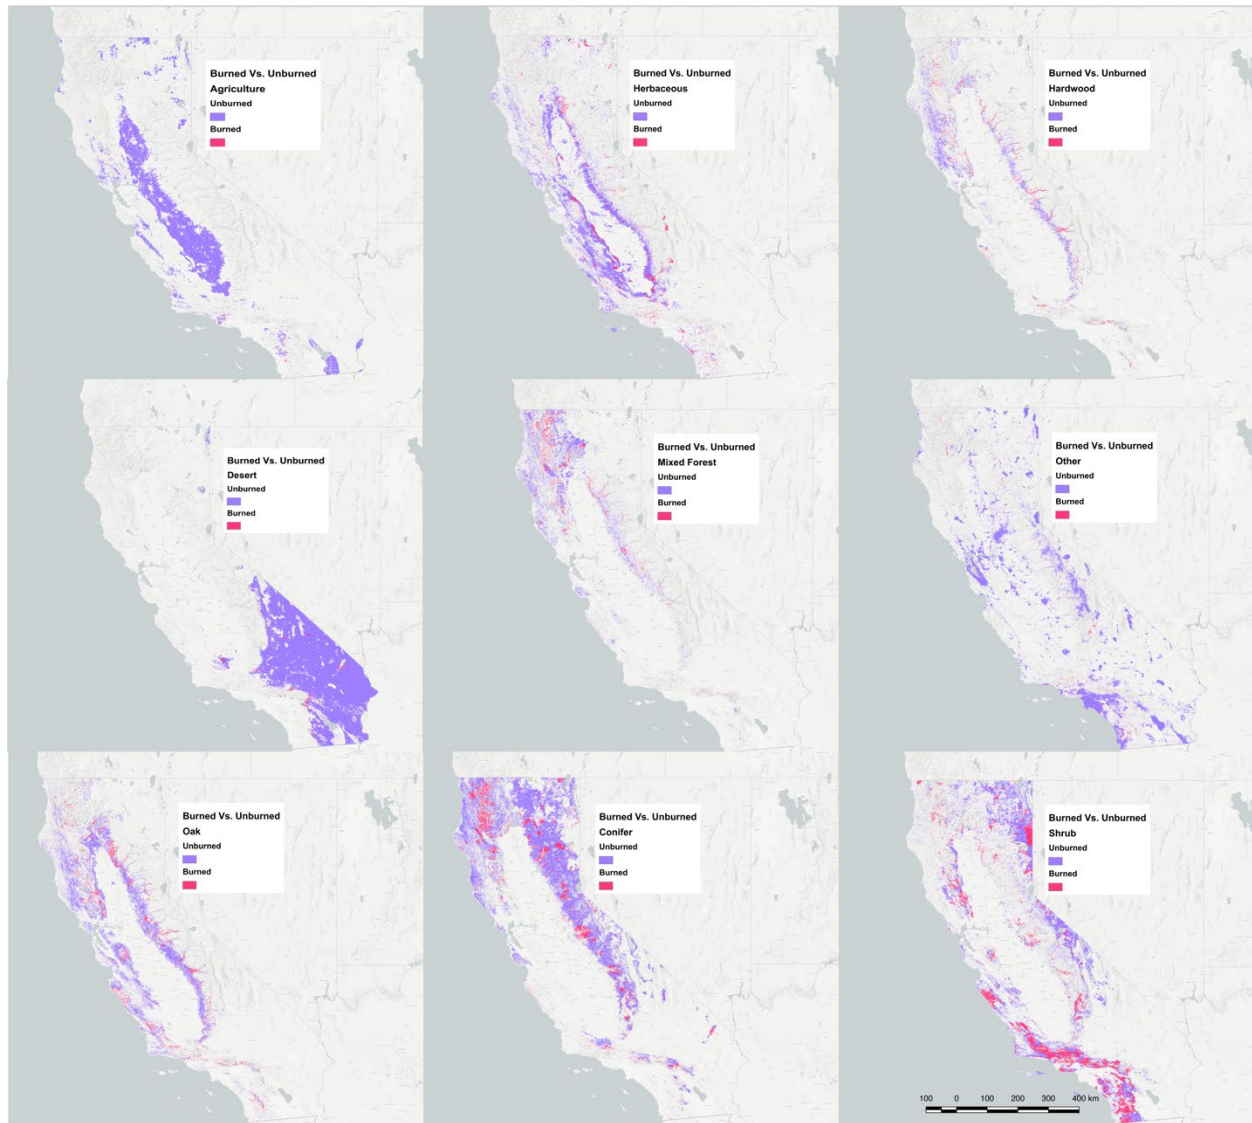 Burned Vs. Unburned
Agriculture
Unburned
Burned
Burned Vs. Unburned
Herbaceous
Unburned
Burned
Burned Vs. Unburned
Hardwood
Unburned
Burned
Burned Vs. Unburned
Desert
Unburned
Burned
Burned Vs. Unburned
Mixed Forest
Unburned
Burned
Burned Vs. Unburned
Other
Unburned
Burned
Burned Vs. Unburned
Oak
Unburned
Burned
Burned Vs. Unburned
Conifer
Unburned
Burned
Burned Vs. Unburned
Shrub
Unburned
Burned
100 0 100 200 300 400 km